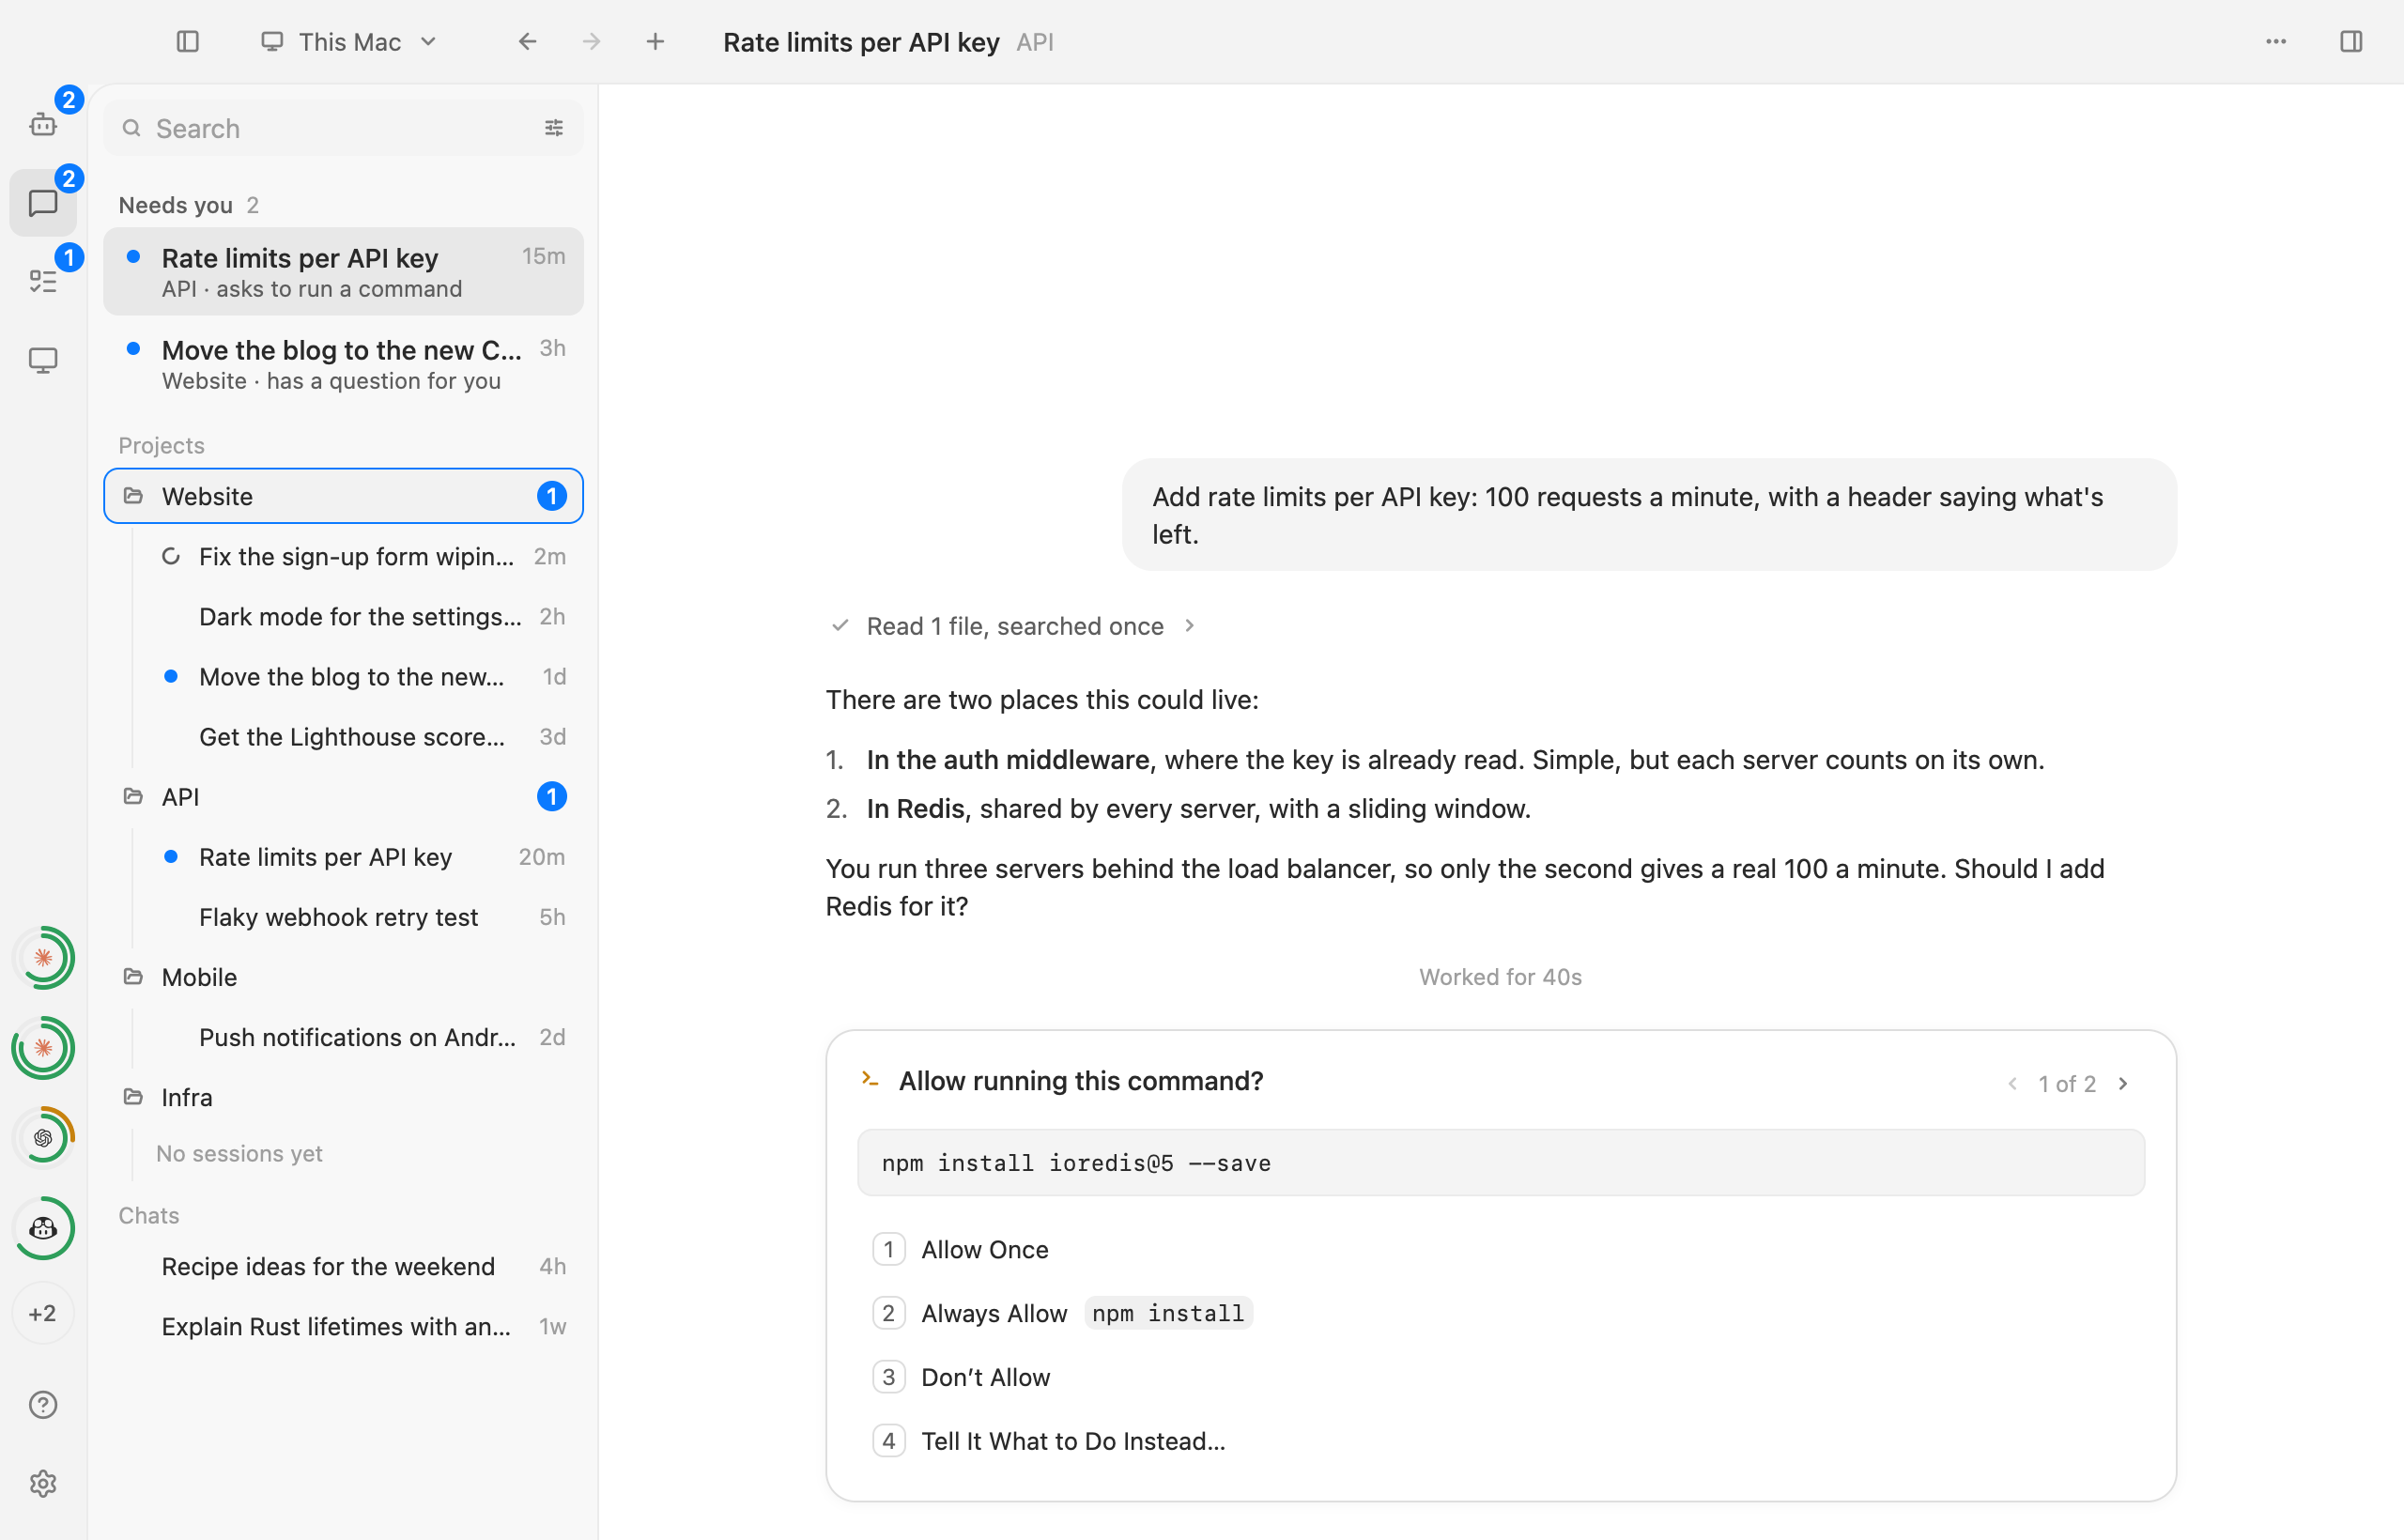 This Mac
Rate limits per API key API
2
2
1
Search
Needs you 2
Rate limits per API key 15m
API · asks to run a command
Move the blog to the new C... 3h
Website · has a question for you
Projects
Website 1
Fix the sign-up form wipin... 2m
Dark mode for the settings... 2h
Move the blog to the new... 1d
Get the Lighthouse score... 3d
API 1
Rate limits per API key 20m
Flaky webhook retry test 5h
Mobile
Push notifications on Andr... 2d
Infra
No sessions yet
Chats
Recipe ideas for the weekend 4h
Explain Rust lifetimes with an... 1w
+2
Add rate limits per API key: 100 requests a minute, with a header saying what's
left.
Read 1 file, searched once
There are two places this could live:
1. In the auth middleware, where the key is already read. Simple, but each server counts on its own.
2. In Redis, shared by every server, with a sliding window.
You run three servers behind the load balancer, so only the second gives a real 100 a minute. Should I add
Redis for it?
Worked for 40s
Allow running this command? 1 of 2
npm install ioredis@5 --save
1 Allow Once
2 Always Allow npm install
3 Don’t Allow
4 Tell It What to Do Instead...